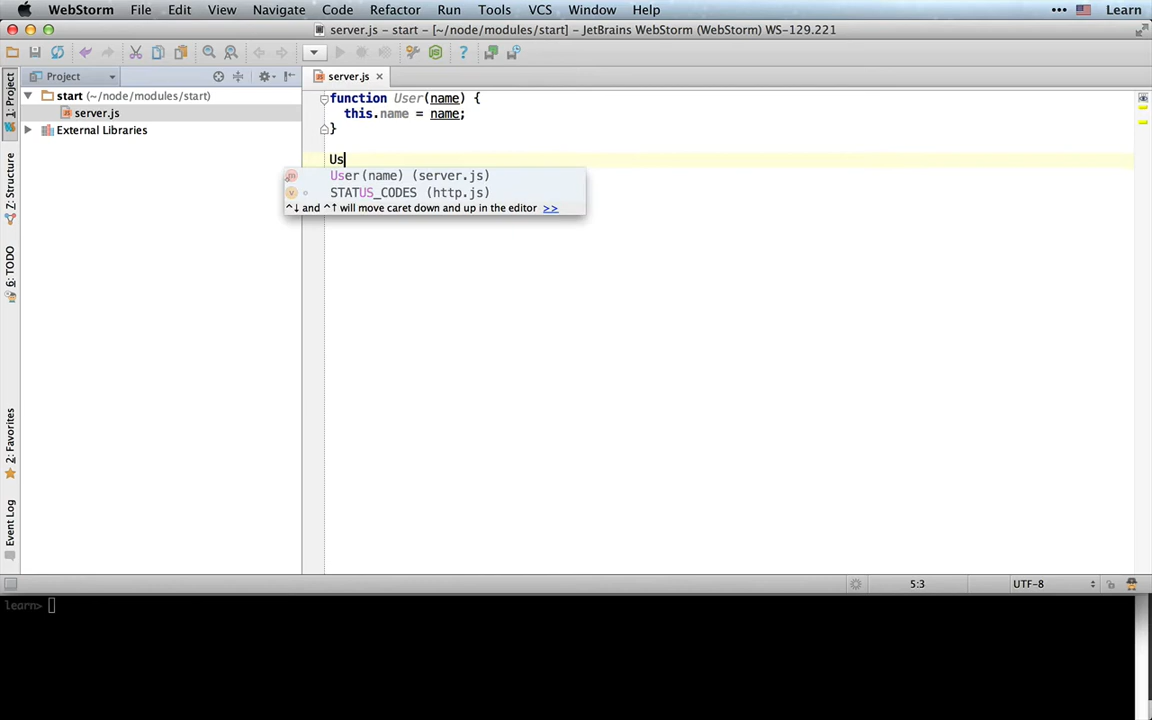 WebStorm File Edit View Navigate Code Refactor Run Tools VCS Window Help ••• Learn
server.js – start – [~/node/modules/start] – JetBrains WebStorm (WebStorm) WS-129.221
Project
server.js
1: Project
start (~/node/modules/start)
server.js
External Libraries
Z: Structure
6: TODO
2: Favorites
Event Log
function User(name) {
this.name = name;
}
Us
User(name) (server.js)
STATUS_CODES (http.js)
^↓ and ^↑ will move caret down and up in the editor >>
5:3 UTF-8
learn>